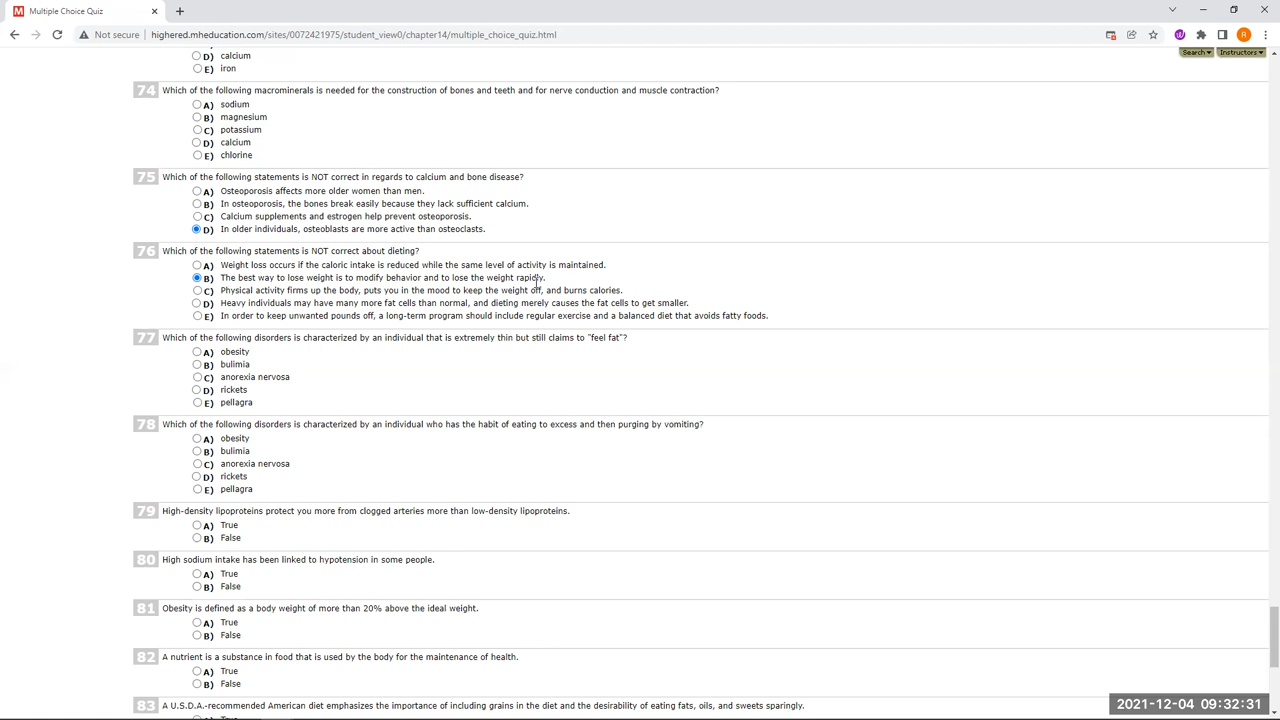 Multiple Choice Quiz
Not secure
highered.mheducation.com/sites/0072421975/student_view0/chapter14/multiple_choice_quiz.html
Search
Instructors
D) calcium
E) iron
74 Which of the following macrominerals is needed for the construction of bones and teeth and for nerve conduction and muscle contraction?
A) sodium
B) magnesium
C) potassium
D) calcium
E) chlorine
75 Which of the following statements is NOT correct in regards to calcium and bone disease?
A) Osteoporosis affects more older women than men.
B) In osteoporosis, the bones break easily because they lack sufficient calcium.
C) Calcium supplements and estrogen help prevent osteoporosis.
D) In older individuals, osteoblasts are more active than osteoclasts.
76 Which of the following statements is NOT correct about dieting?
A) Weight loss occurs if the caloric intake is reduced while the same level of activity is maintained.
B) The best way to lose weight is to modify behavior and to lose the weight rapidly.
C) Physical activity firms up the body, puts you in the mood to keep the weight off, and burns calories.
D) Heavy individuals may have many more fat cells than normal, and dieting merely causes the fat cells to get smaller.
E) In order to keep unwanted pounds off, a long-term program should include regular exercise and a balanced diet that avoids fatty foods.
77 Which of the following disorders is characterized by an individual that is extremely thin but still claims to "feel fat"?
A) obesity
B) bulimia
C) anorexia nervosa
D) rickets
E) pellagra
78 Which of the following disorders is characterized by an individual who has the habit of eating to excess and then purging by vomiting?
A) obesity
B) bulimia
C) anorexia nervosa
D) rickets
E) pellagra
79 High-density lipoproteins protect you more from clogged arteries more than low-density lipoproteins.
A) True
B) False
80 High sodium intake has been linked to hypotension in some people.
A) True
B) False
81 Obesity is defined as a body weight of more than 20% above the ideal weight.
A) True
B) False
82 A nutrient is a substance in food that is used by the body for the maintenance of health.
A) True
B) False
83 A U.S.D.A.-recommended American diet emphasizes the importance of including grains in the diet and the desirability of eating fats, oils, and sweets sparingly.
2021-12-04 09:32:31